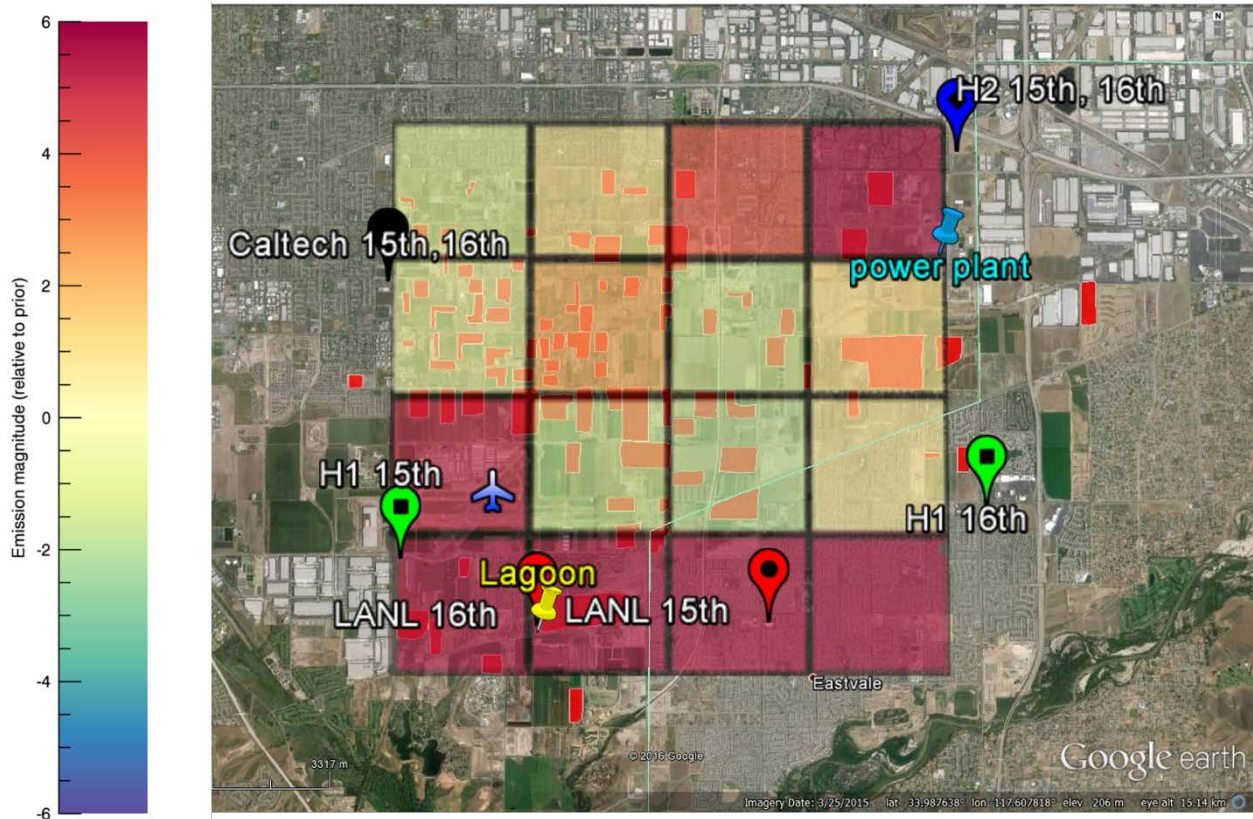 6
4
2
0
-2
-4
-6
Emission magnitude (relative to prior)
N
H2 15th, 16th
Caltech 15th,16th
power plant
H1 15th
H1 16th
Lagoon
LANL 16th
LANL 15th
Eastvale
© 2016 Google
3317 m
Google earth
Imagery Date: 3/25/2015 lat 33.987638° lon -117.607818° elev 206 m eye alt 15.14 km